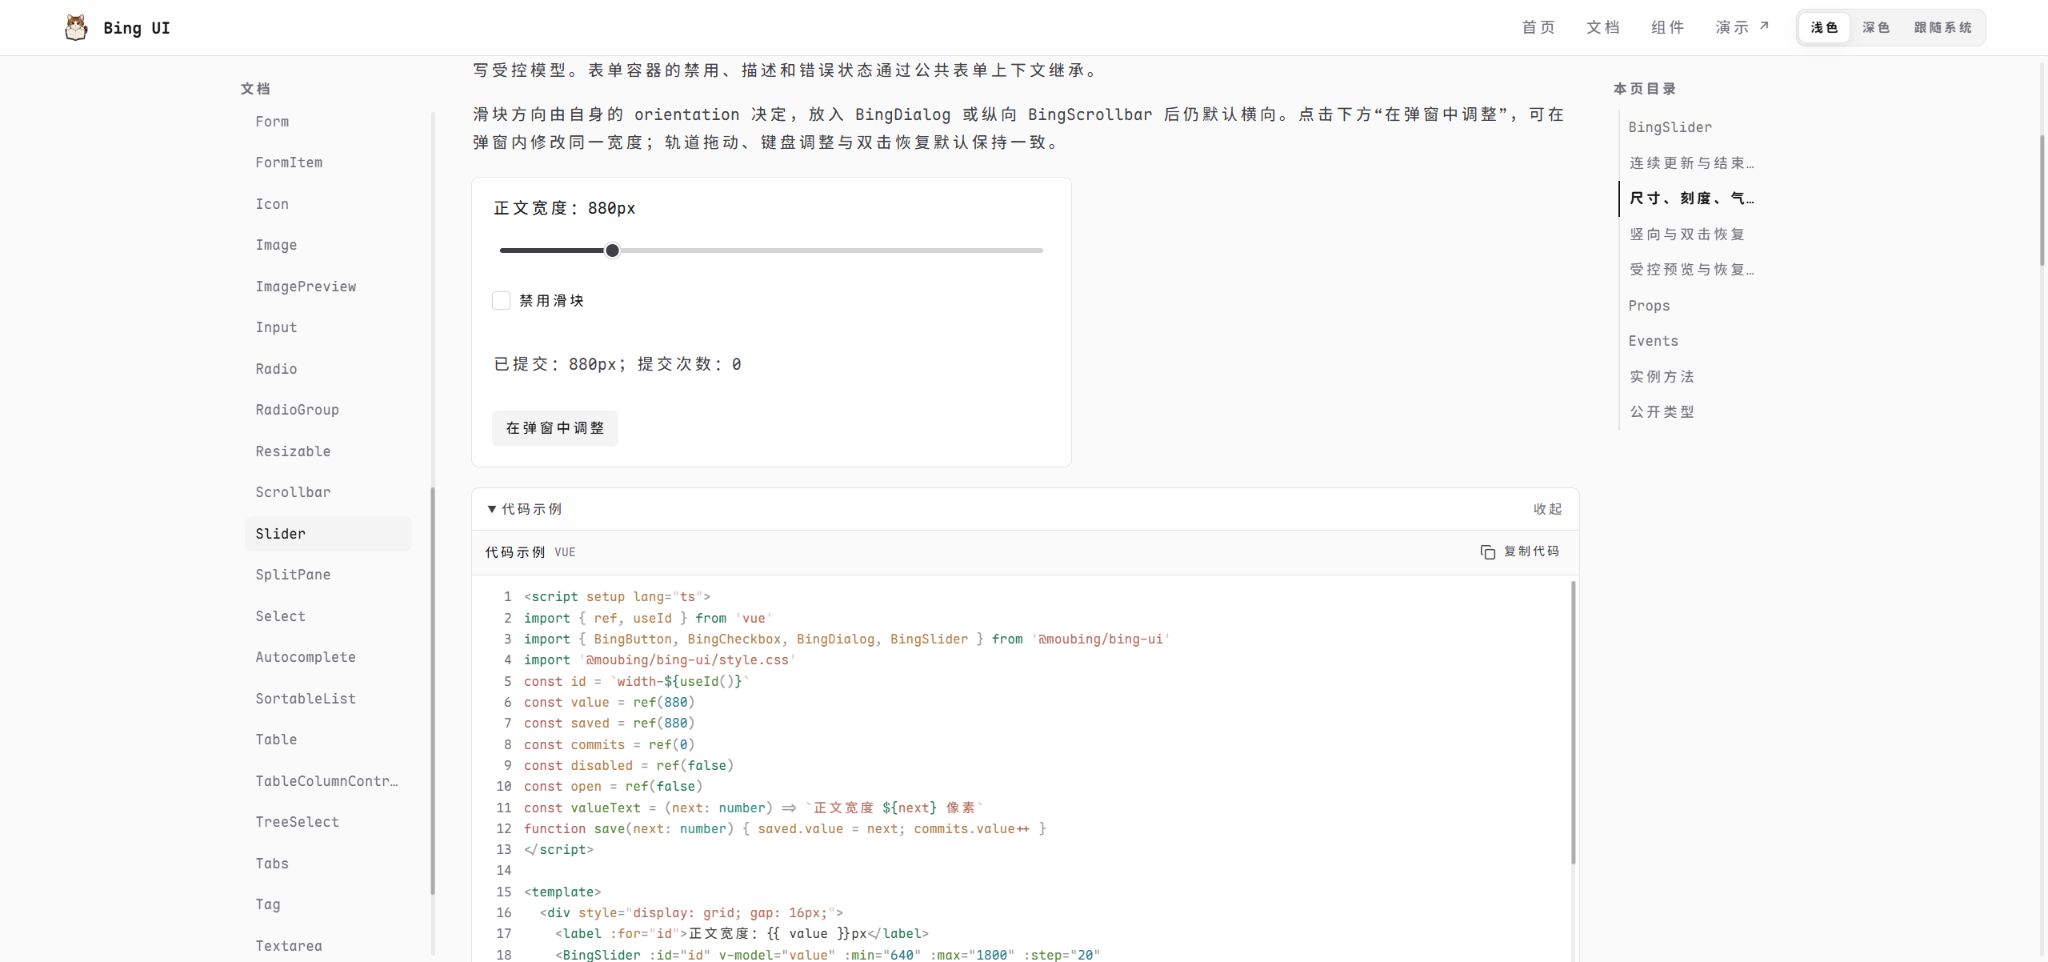 Bing UI
首页
文档
组件
演示 ↗
浅色
深色
跟随系统
文档
Form
FormItem
Icon
Image
ImagePreview
Input
Radio
RadioGroup
Resizable
Scrollbar
Slider
SplitPane
Select
Autocomplete
SortableList
Table
TableColumnContr…
TreeSelect
Tabs
Tag
Textarea
写受控模型。表单容器的禁用、描述和错误状态通过公共表单上下文继承。
滑块方向由自身的 orientation 决定，放入 BingDialog 或纵向 BingScrollbar 后仍默认横向。点击下方“在弹窗中调整”，可在
弹窗内修改同一宽度；轨道拖动、键盘调整与双击恢复默认保持一致。
正文宽度：880px
禁用滑块
已提交：880px；提交次数：0
在弹窗中调整
▼代码示例
收起
代码示例 VUE
复制代码
1 <script setup lang="ts">
2 import { ref, useId } from 'vue'
3 import { BingButton, BingCheckbox, BingDialog, BingSlider } from '@moubing/bing-ui'
4 import '@moubing/bing-ui/style.css'
5 const id = `width-${useId()}`
6 const value = ref(880)
7 const saved = ref(880)
8 const commits = ref(0)
9 const disabled = ref(false)
10 const open = ref(false)
11 const valueText = (next: number) => `正文宽度 ${next} 像素`
12 function save(next: number) { saved.value = next; commits.value++ }
13 </script>
14
15 <template>
16 <div style="display: grid; gap: 16px;">
17 <label :for="id">正文宽度：{{ value }}px</label>
18 <BingSlider :id="id" v-model="value" :min="640" :max="1800" :step="20"
本页目录
BingSlider
连续更新与结束…
尺寸、刻度、气…
竖向与双击恢复
受控预览与恢复…
Props
Events
实例方法
公开类型